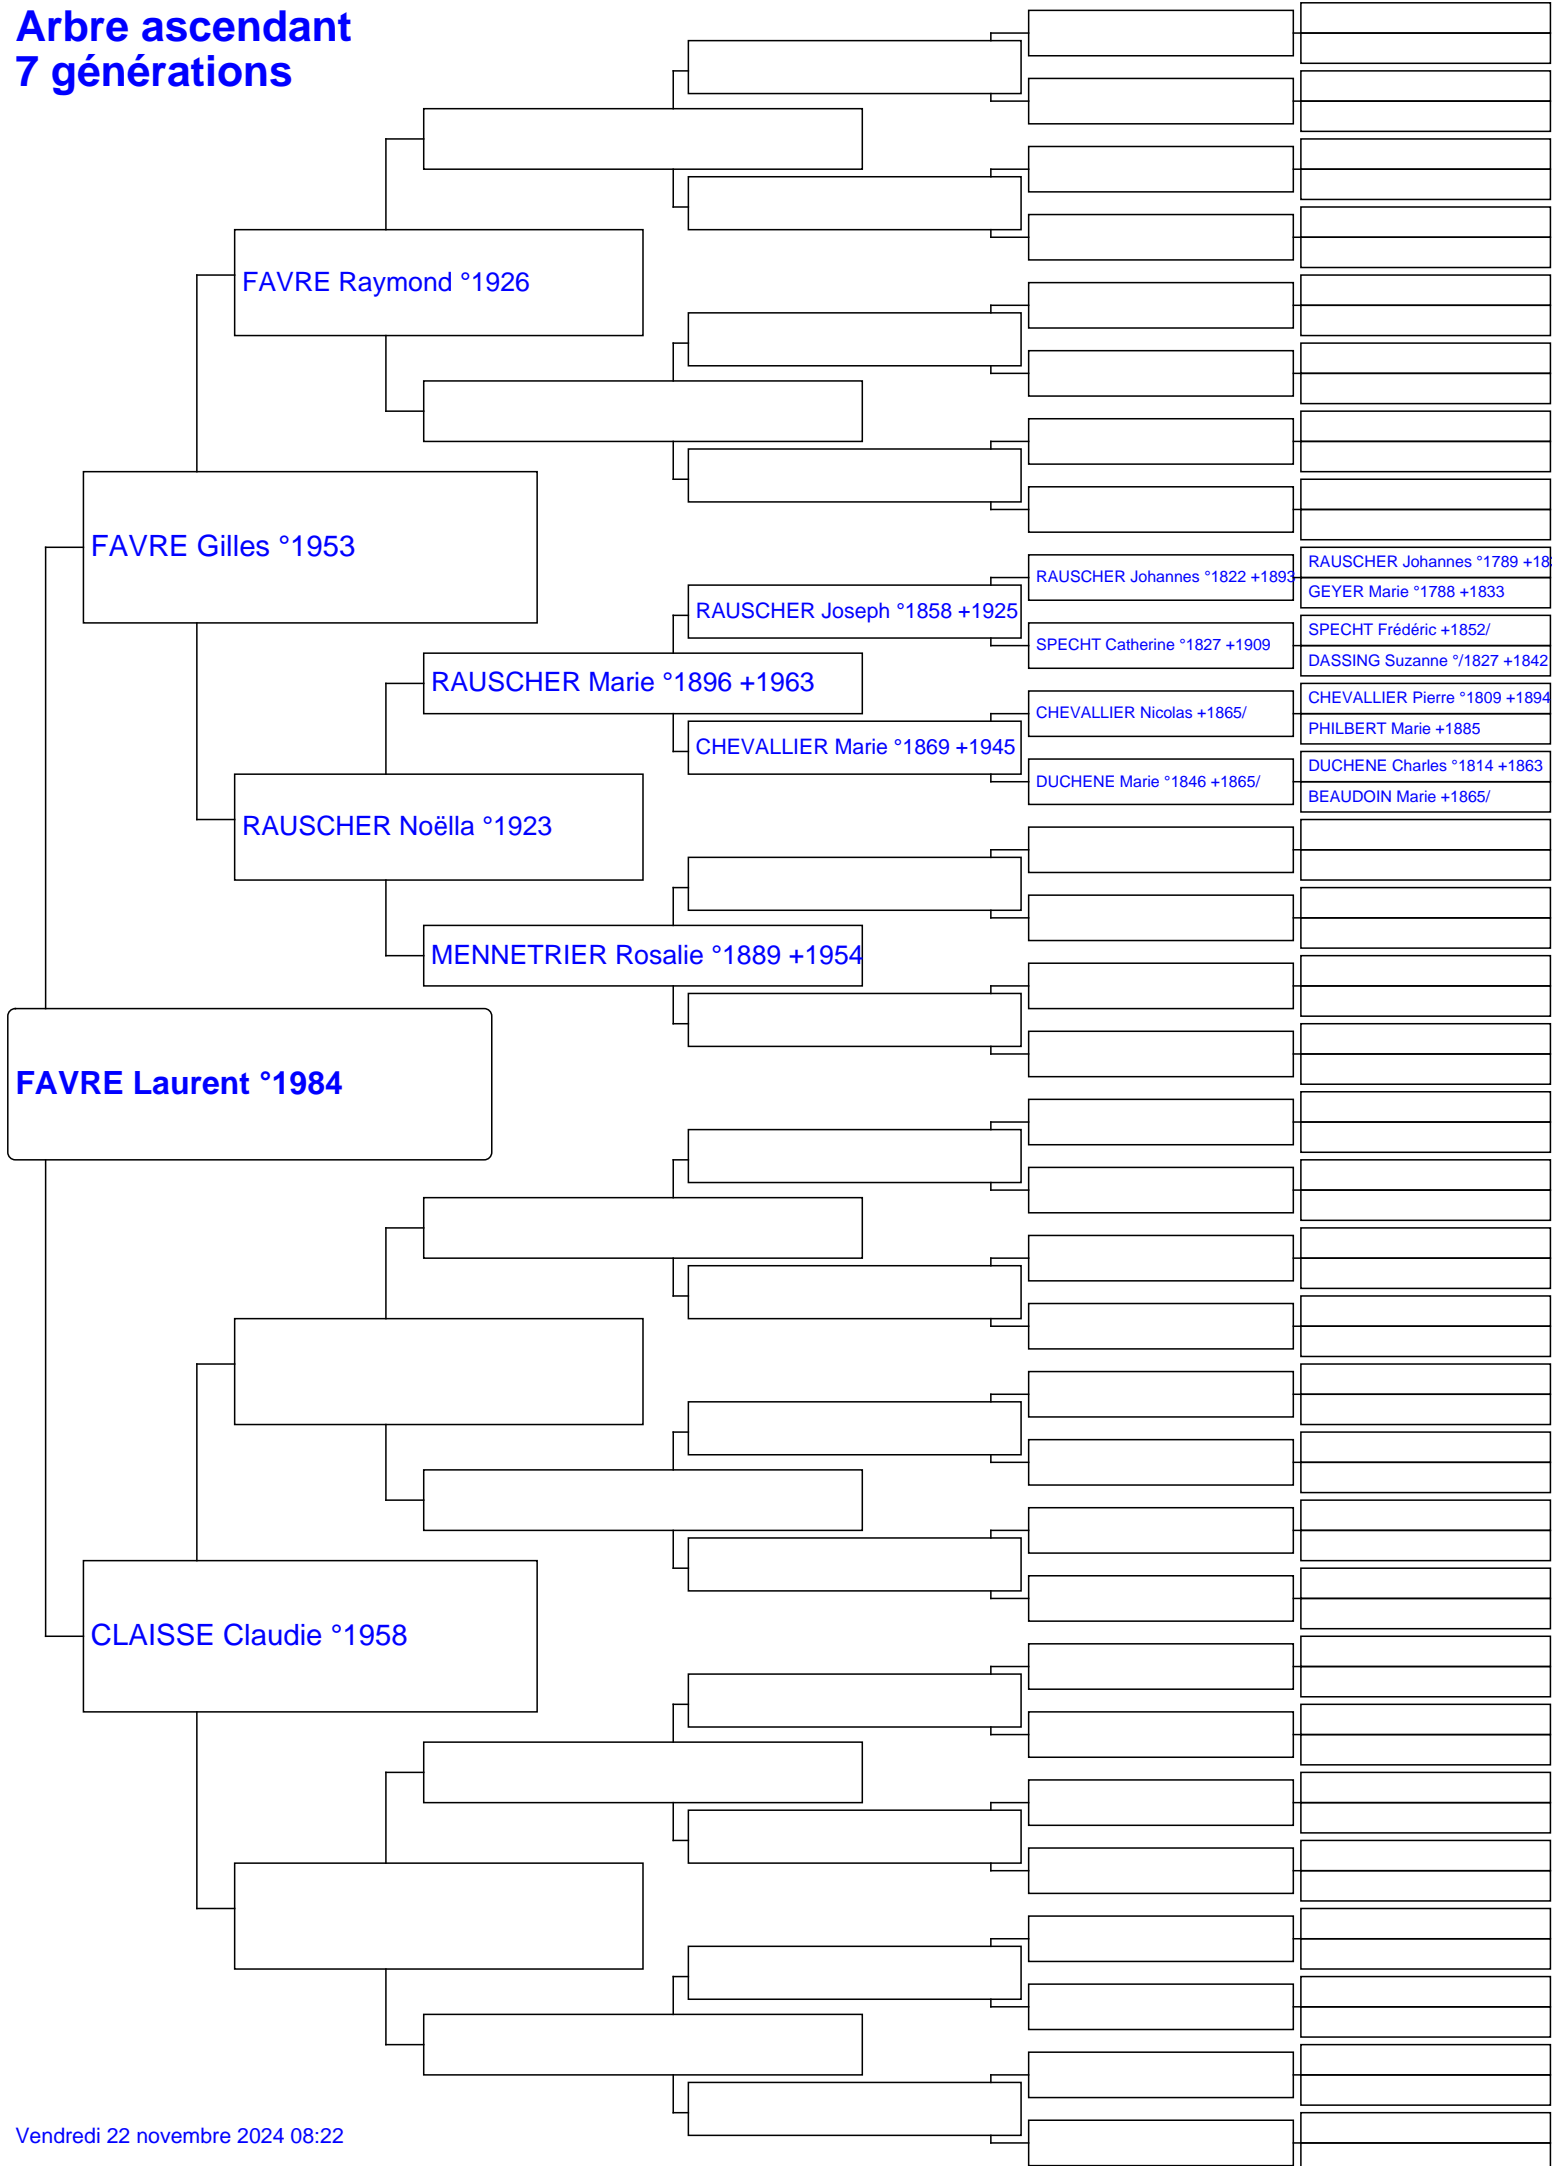 Arbre ascendant
7 générations
FAVRE Raymond °1926
FAVRE Gilles °1953
RAUSCHER Johannes °1822 +1893
RAUSCHER Johannes °1789 +18
GEYER Marie °1788 +1833
RAUSCHER Joseph °1858 +1925
SPECHT Catherine °1827 +1909
SPECHT Frédéric +1852/
DASSING Suzanne °/1827 +1842
RAUSCHER Marie °1896 +1963
CHEVALLIER Nicolas +1865/
CHEVALLIER Pierre °1809 +1894
PHILBERT Marie +1885
CHEVALLIER Marie °1869 +1945
DUCHENE Marie °1846 +1865/
DUCHENE Charles °1814 +1863
BEAUDOIN Marie +1865/
RAUSCHER Noëlla °1923
MENNETRIER Rosalie °1889 +1954
FAVRE Laurent °1984
CLAISSE Claudie °1958
Vendredi 22 novembre 2024 08:22